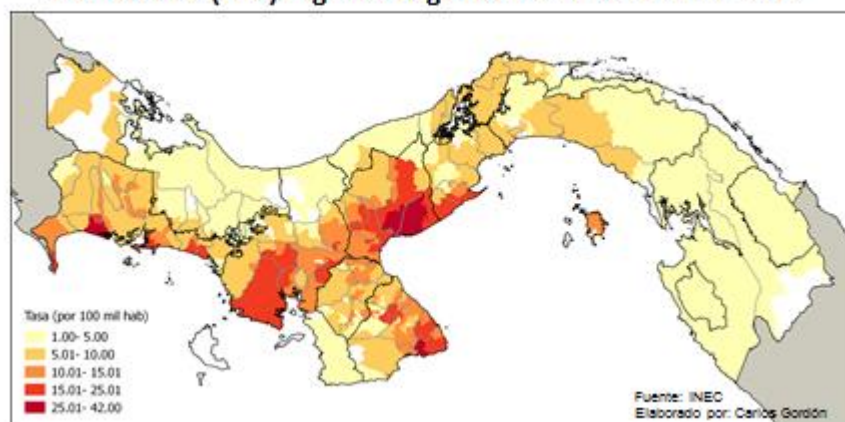 Tasa (por 100 mil hab)
1.00- 5.00
5.01- 10.00
10.01- 15.01
15.01- 25.01
25.01- 42.00
Fuente: INEC
Elaborado por: Carlos Gordón